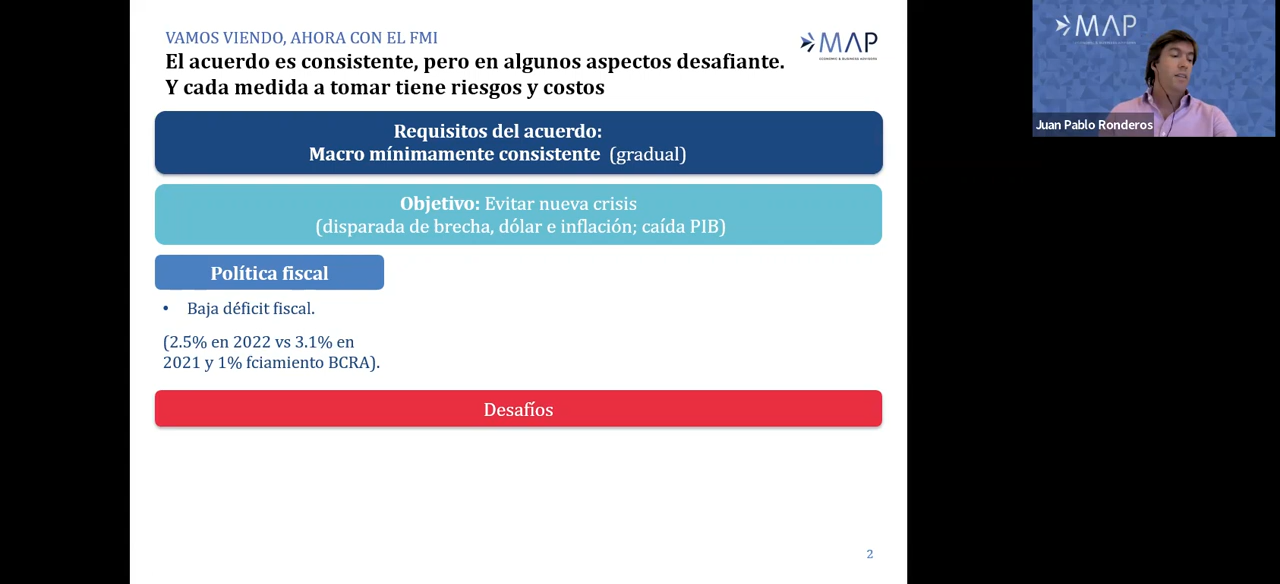 VAMOS VIENDO, AHORA CON EL FMI
El acuerdo es consistente, pero en algunos aspectos desafiante.
Y cada medida a tomar tiene riesgos y costos
MAP
ECONOMIC & BUSINESS ADVISORS
Requisitos del acuerdo:
Macro mínimamente consistente (gradual)
Objetivo: Evitar nueva crisis
(disparada de brecha, dólar e inflación; caída PIB)
Política fiscal
• Baja déficit fiscal.
(2.5% en 2022 vs 3.1% en
2021 y 1% fciamiento BCRA).
Desafíos
2
MAP
Juan Pablo Ronderos